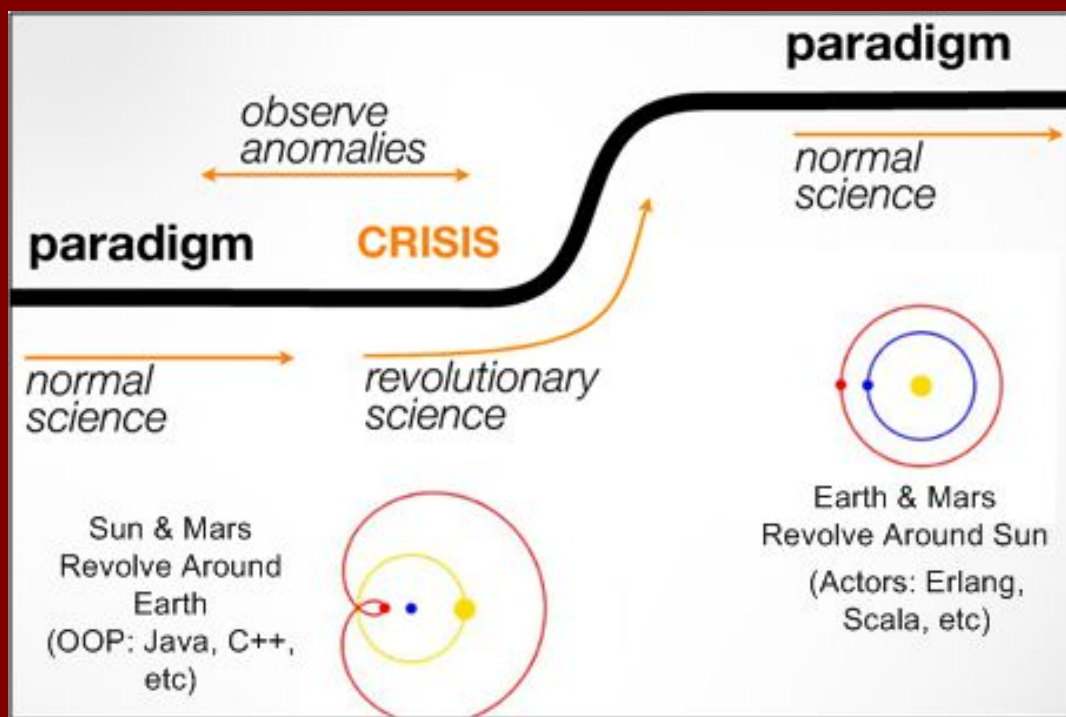 paradigm
observe
anomalies
normal
science
paradigm
CRISIS
normal
science
revolutionary
science
Sun & Mars
Revolve Around
Earth
(OOP: Java, C++,
etc)
Earth & Mars
Revolve Around Sun
(Actors: Erlang,
Scala, etc)